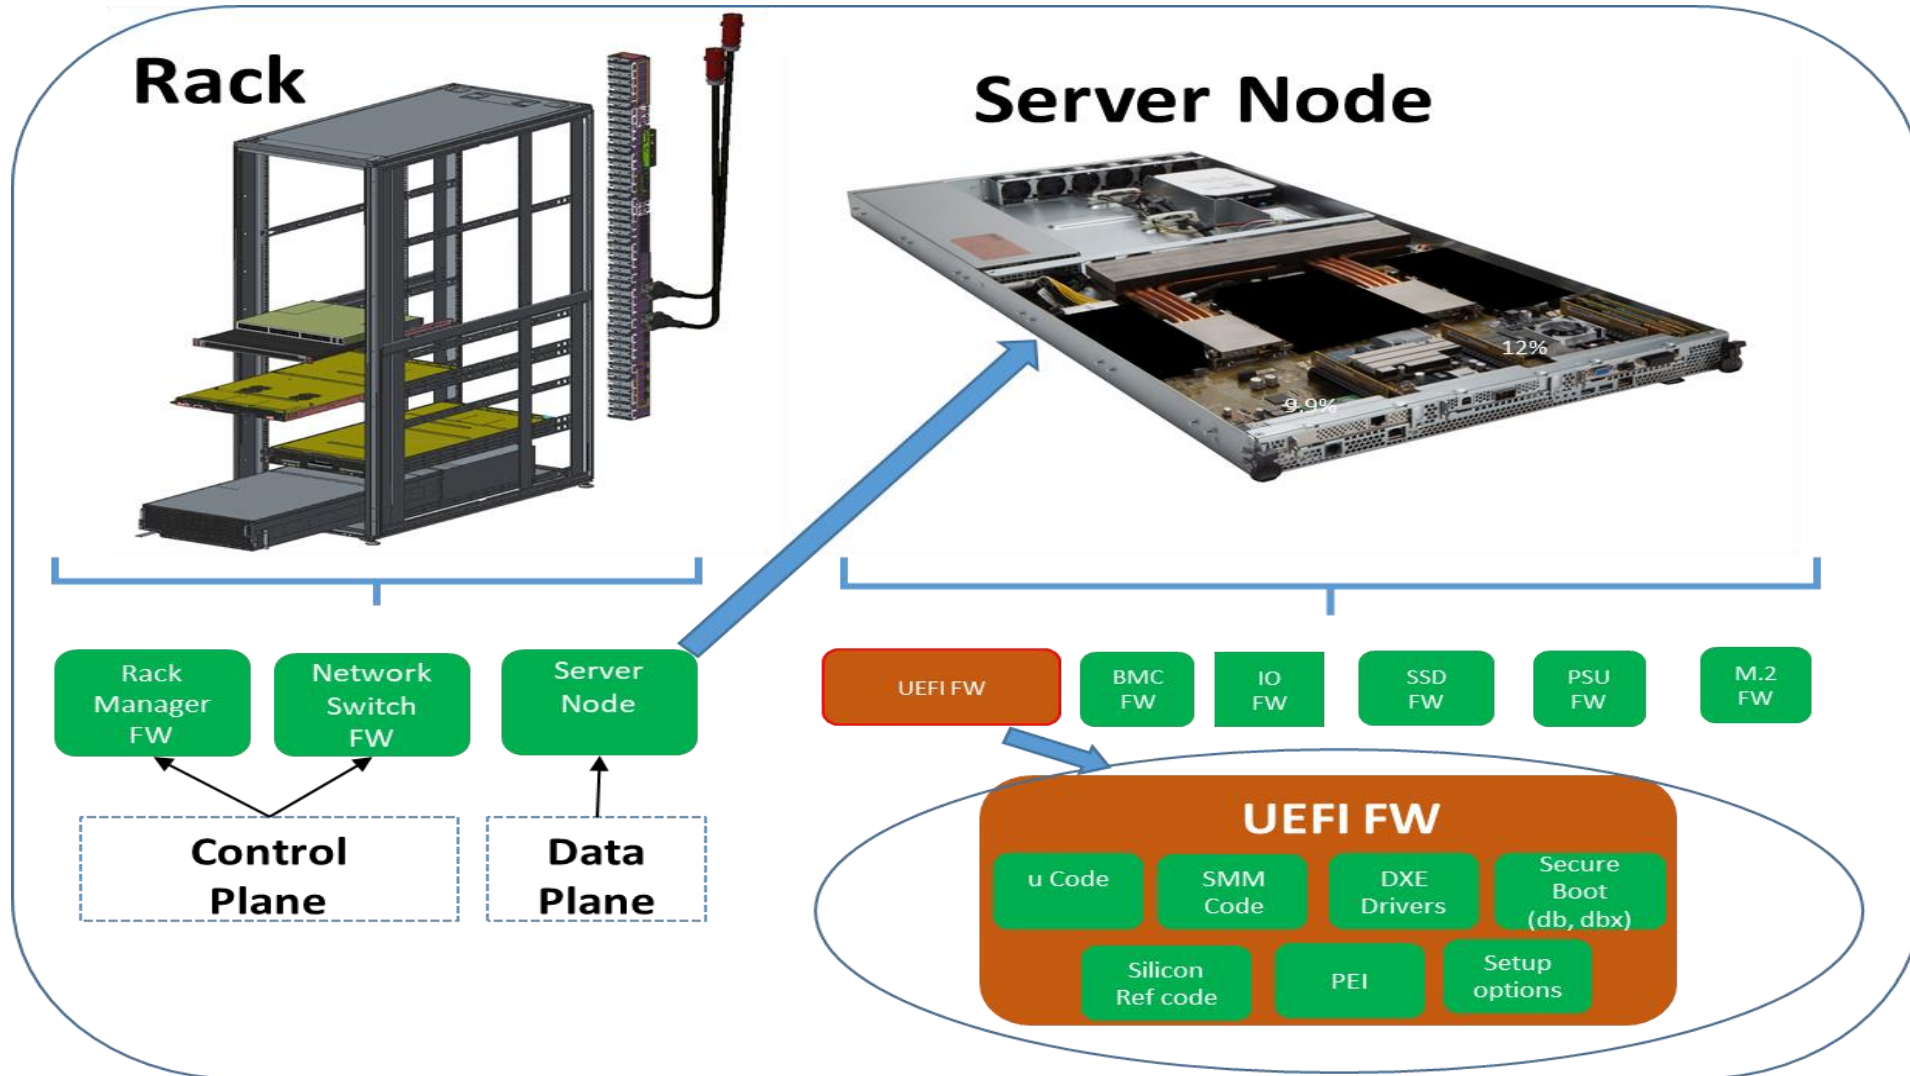 Rack
Server Node
12%
9.9%
Rack
Manager
FW
Network
Switch
FW
Server
Node
UEFI FW
BMC
FW
IO
FW
SSD
FW
PSU
FW
M.2
FW
Control
Plane
Data
Plane
UEFI FW
u Code
SMM
Code
DXE
Drivers
Secure
Boot
(db, dbx)
Silicon
Ref code
PEI
Setup
options